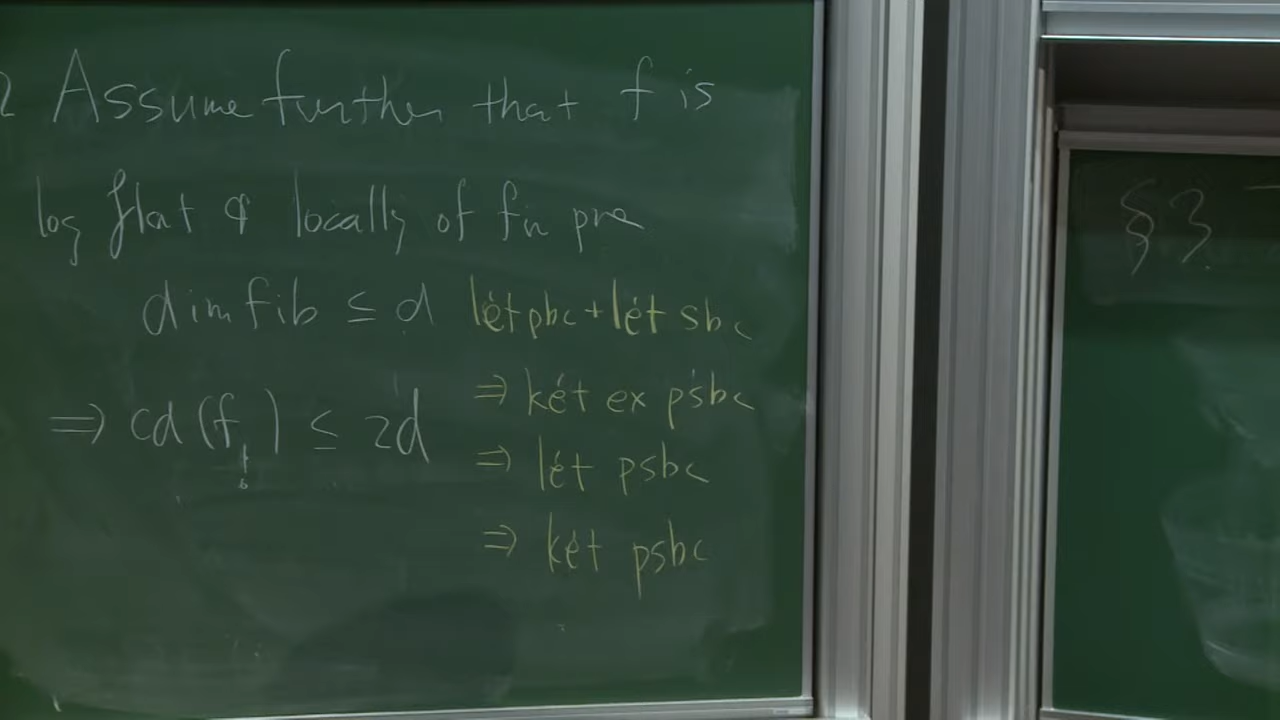 2 Assume further that f is
log flat & locally of fin pre
dim fib ≤ d
⇒ cd(f!) ≤ 2d
lét pbc + lét sbc
⇒ két ex psbc
⇒ lét psbc
⇒ két psbc
§3